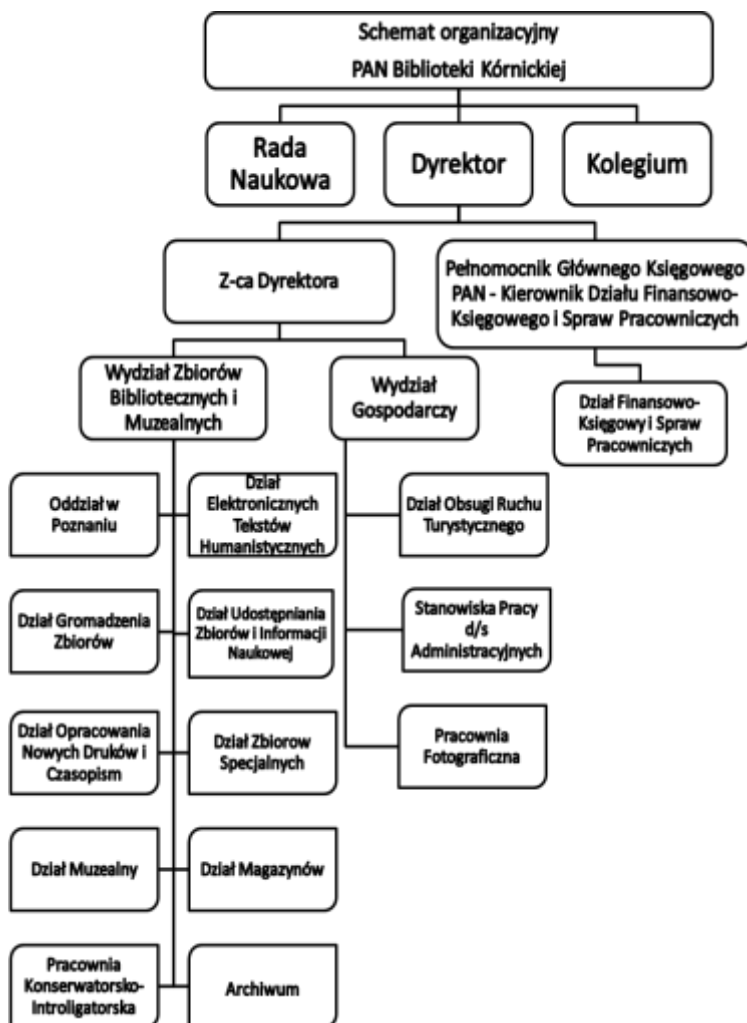 Schemat organizacyjny
PAN Biblioteki Kórnickiej
Rada
Naukowa
Dyrektor
Kolegium
Z-ca Dyrektora
Pełnomocnik Głównego Księgowego
PAN - Kierownik Działu Finansowo-
Księgowego i Spraw Pracowniczych
Wydział Zbiorów
Bibliotecznych i
Muzealnych
Wydział
Gospodarczy
Dział Finansowo-
Księgowy i Spraw
Pracowniczych
Oddział w
Poznaniu
Dział
Elektronicznych
Tekstów
Humanistycznych
Dział Obsugi Ruchu
Turystycznego
Dział Gromadzenia
Zbiorów
Dział Udostępniania
Zbiorów i Informacji
Naukowej
Stanowiska Pracy
d/s
Administracyjnych
Dział Opracowania
Nowych Druków i
Czasopism
Dział Zbiorow
Specjalnych
Pracownia
Fotograficzna
Dział Muzealny
Dział Magazynów
Pracownia
Konserwatorsko-
Introligatorska
Archiwum